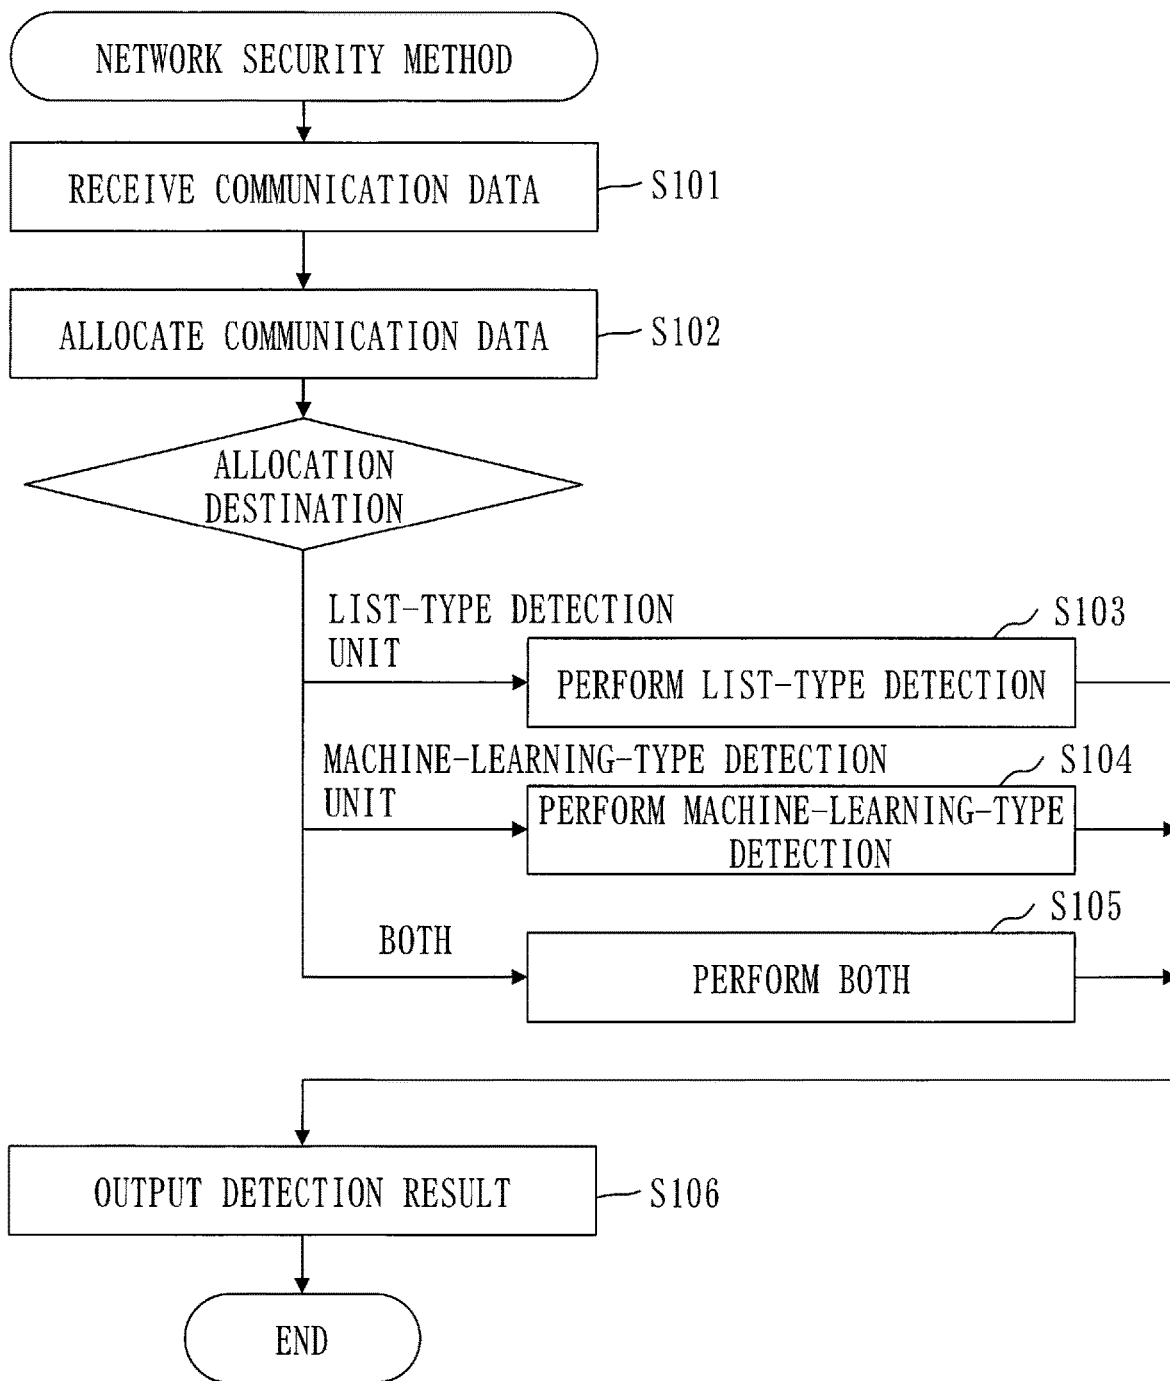 NETWORK SECURITY METHOD
RECEIVE COMMUNICATION DATA
S101
ALLOCATE COMMUNICATION DATA
S102
ALLOCATION
DESTINATION
LIST-TYPE DETECTION
UNIT
S103
PERFORM LIST-TYPE DETECTION
MACHINE-LEARNING-TYPE DETECTION
UNIT
S104
PERFORM MACHINE-LEARNING-TYPE
DETECTION
BOTH
S105
PERFORM BOTH
OUTPUT DETECTION RESULT
S106
END